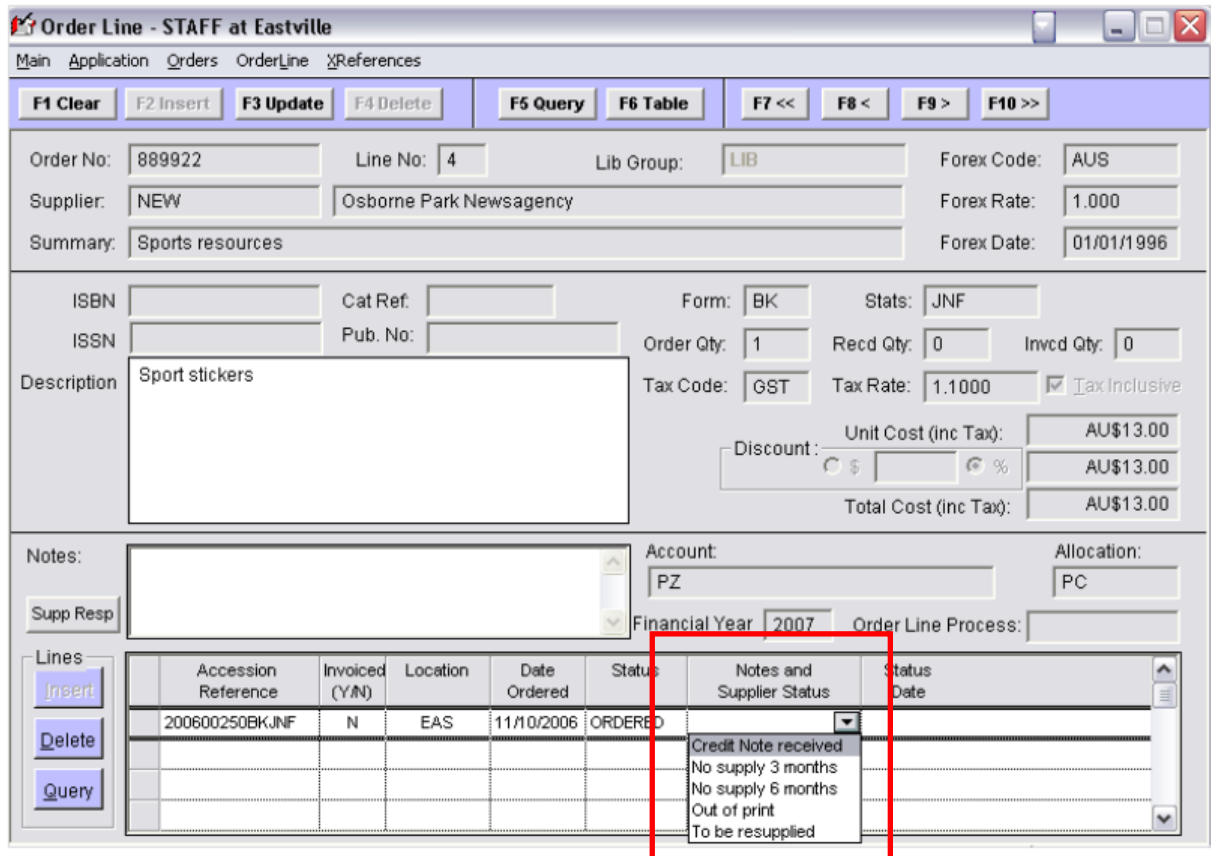 Order Line - STAFF at Eastville
Main Application Orders OrderLine XReferences
F1 Clear F2 Insert F3 Update F4 Delete F5 Query F6 Table F7 << F8 < F9 > F10 >>
Order No: 889922 Line No: 4 Lib Group: LIB Forex Code: AUS
Supplier: NEW Osborne Park Newsagency Forex Rate: 1.000
Summary: Sports resources Forex Date: 01/01/1996
ISBN Cat Ref: Form: BK Stats: JNF
ISSN Pub. No: Order Qty: 1 Recd Qty: 0 Invcd Qty: 0
Description Sport stickers Tax Code: GST Tax Rate: 1.1000 Tax Inclusive
Unit Cost (inc Tax): AU$13.00
Discount: $ % AU$13.00
Total Cost (inc Tax): AU$13.00
Notes: Account: Allocation:
PZ PC
Supp Resp Financial Year 2007 Order Line Process:
Lines
Insert
Delete
Query
Accession Reference Invoiced (Y/N) Location Date Ordered Status Notes and Supplier Status Status Date
200600250BKJNF N EAS 11/10/2006 ORDERED
Credit Note received
No supply 3 months
No supply 6 months
Out of print
To be resupplied